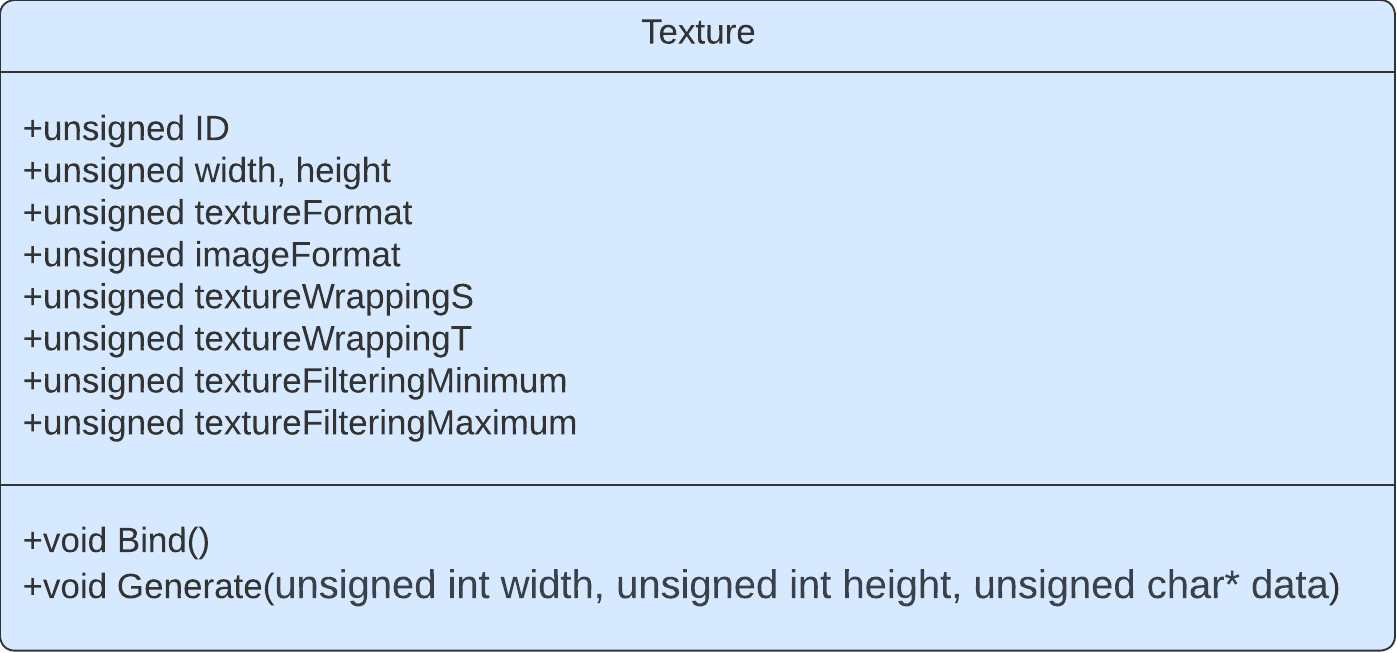 Texture
+unsigned ID
+unsigned width, height
+unsigned textureFormat
+unsigned imageFormat
+unsigned textureWrappingS
+unsigned textureWrappingT
+unsigned textureFilteringMinimum
+unsigned textureFilteringMaximum
+void Bind()
+void Generate(unsigned int width, unsigned int height, unsigned char* data)